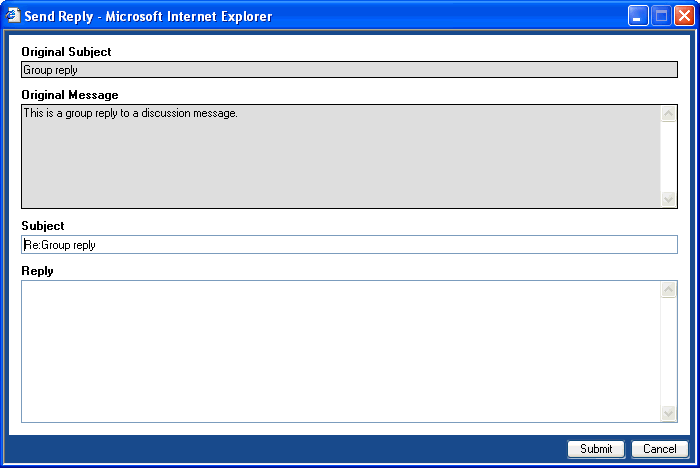 Send Reply - Microsoft Internet Explorer
Original Subject
Group reply
Original Message
This is a group reply to a discussion message.
Subject
Re:Group reply
Reply
Submit Cancel